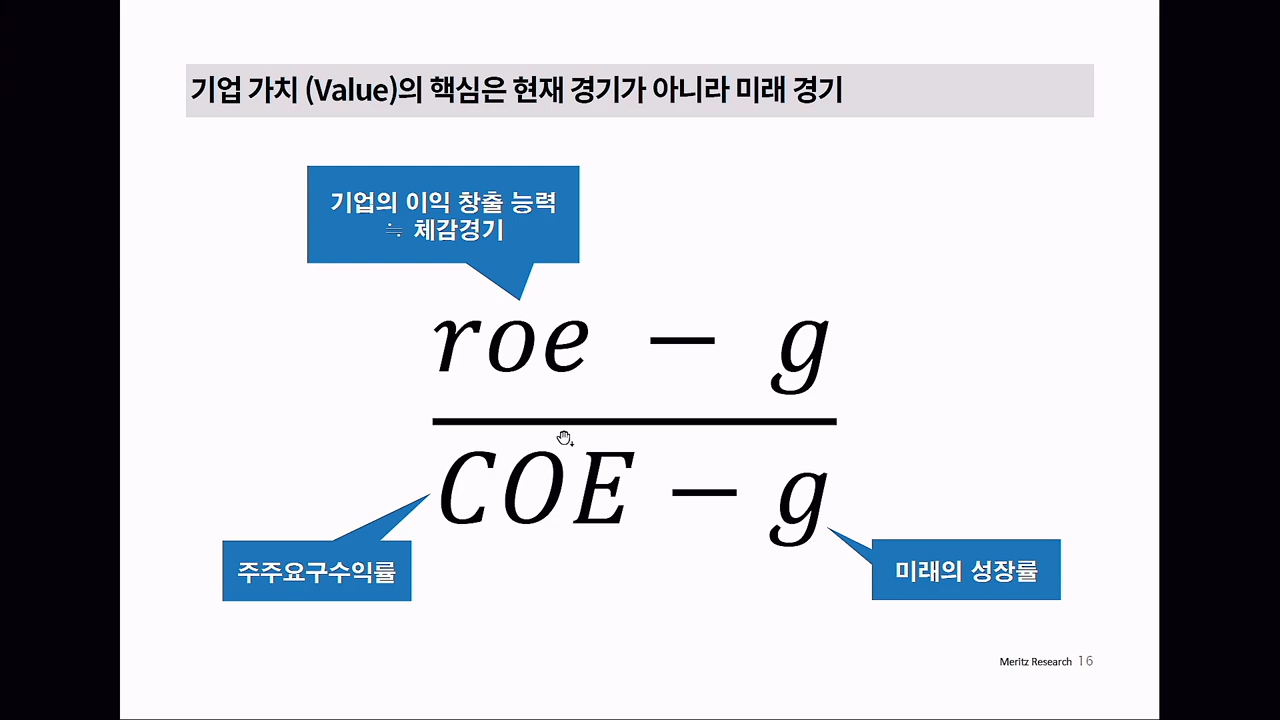 기업 가치 (Value)의 핵심은 현재 경기가 아니라 미래 경기
기업의 이익 창출 능력
≒ 체감경기
roe − g
COE − g
주주요구수익률
미래의 성장률
Meritz Research 16